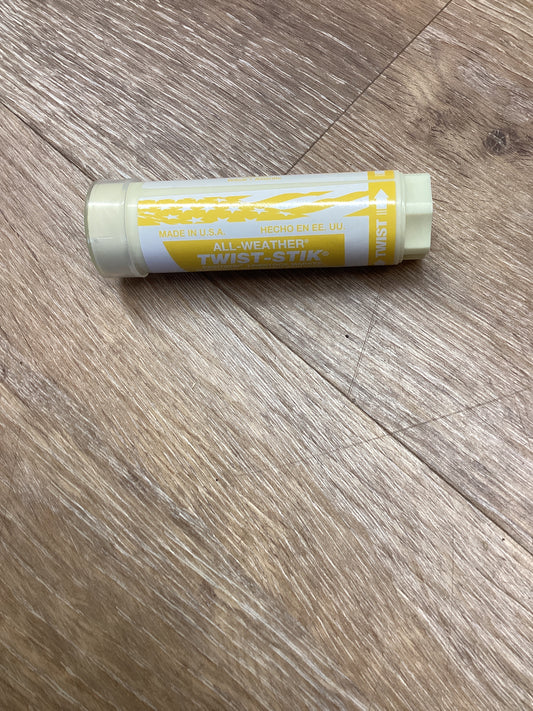 MADE IN U.S.A. HECHO EN EE. UU.
ALL-WEATHER®
TWIST-STIK®
TWIST